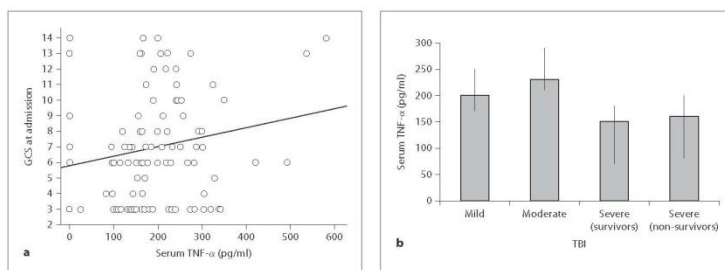 14
13
12
11
10
9
8
7
6
5
4
3
2
GCS at admission
0 100 200 300 400 500 600
Serum TNF-α (pg/ml)
a
300
250
200
150
100
50
0
Serum TNF-α (pg/ml)
Mild Moderate Severe (survivors) Severe (non-survivors)
TBI
b